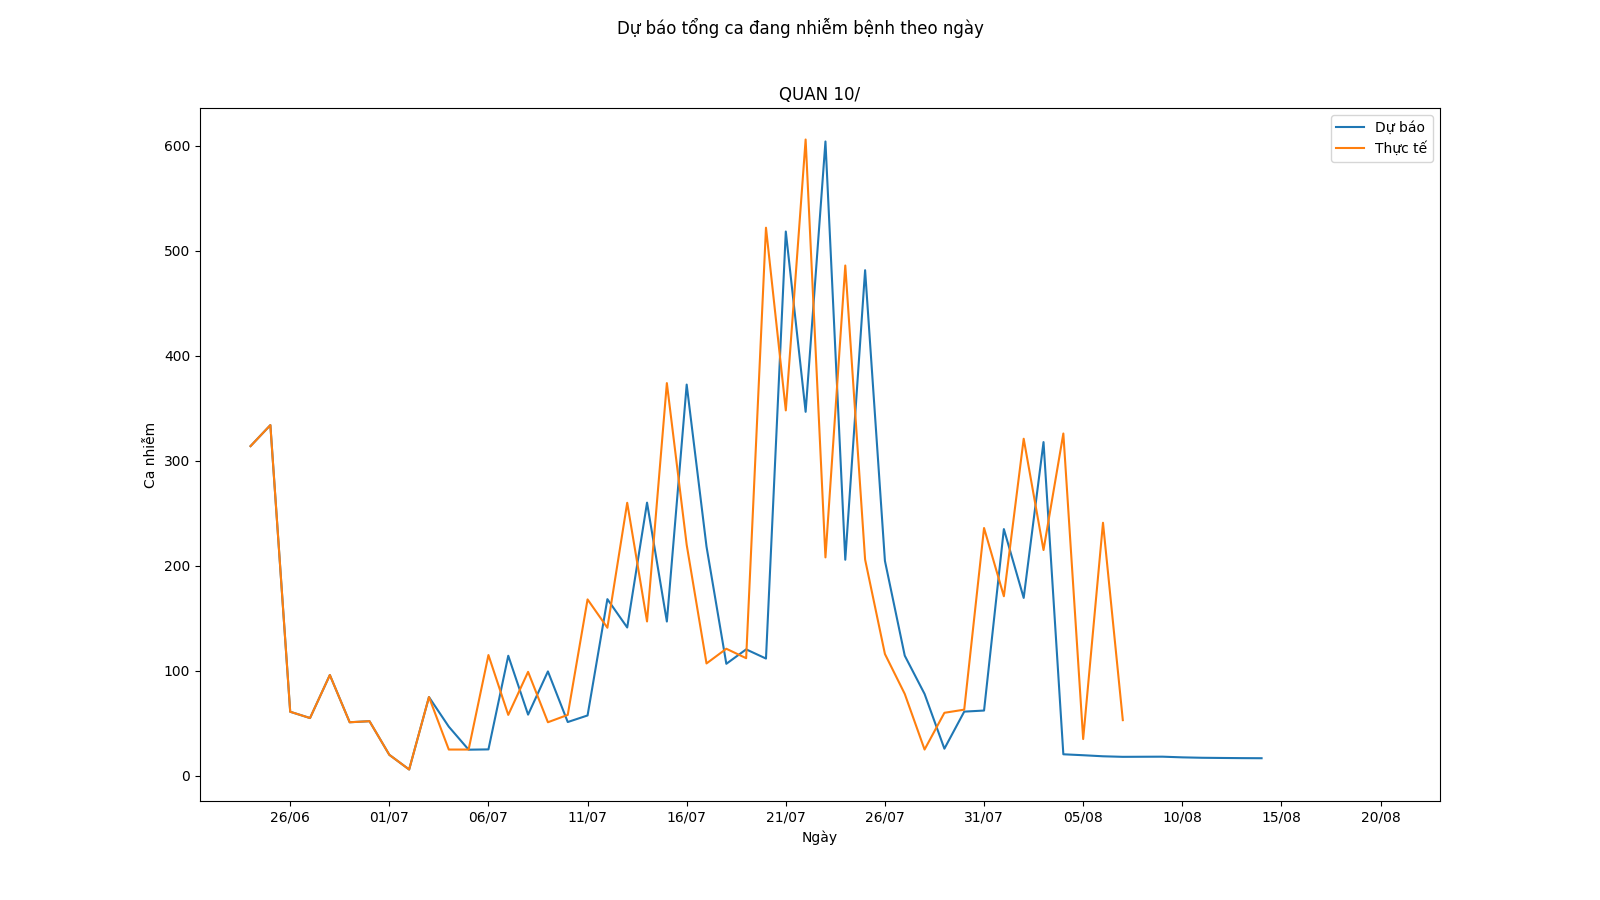 Dự báo tổng ca đang nhiễm bệnh theo ngày
QUAN 10/
Dự báo
Thực tế
600
500
400
300
200
100
0
Ca nhiễm
26/06 01/07 06/07 11/07 16/07 21/07 26/07 31/07 05/08 10/08 15/08 20/08
Ngày